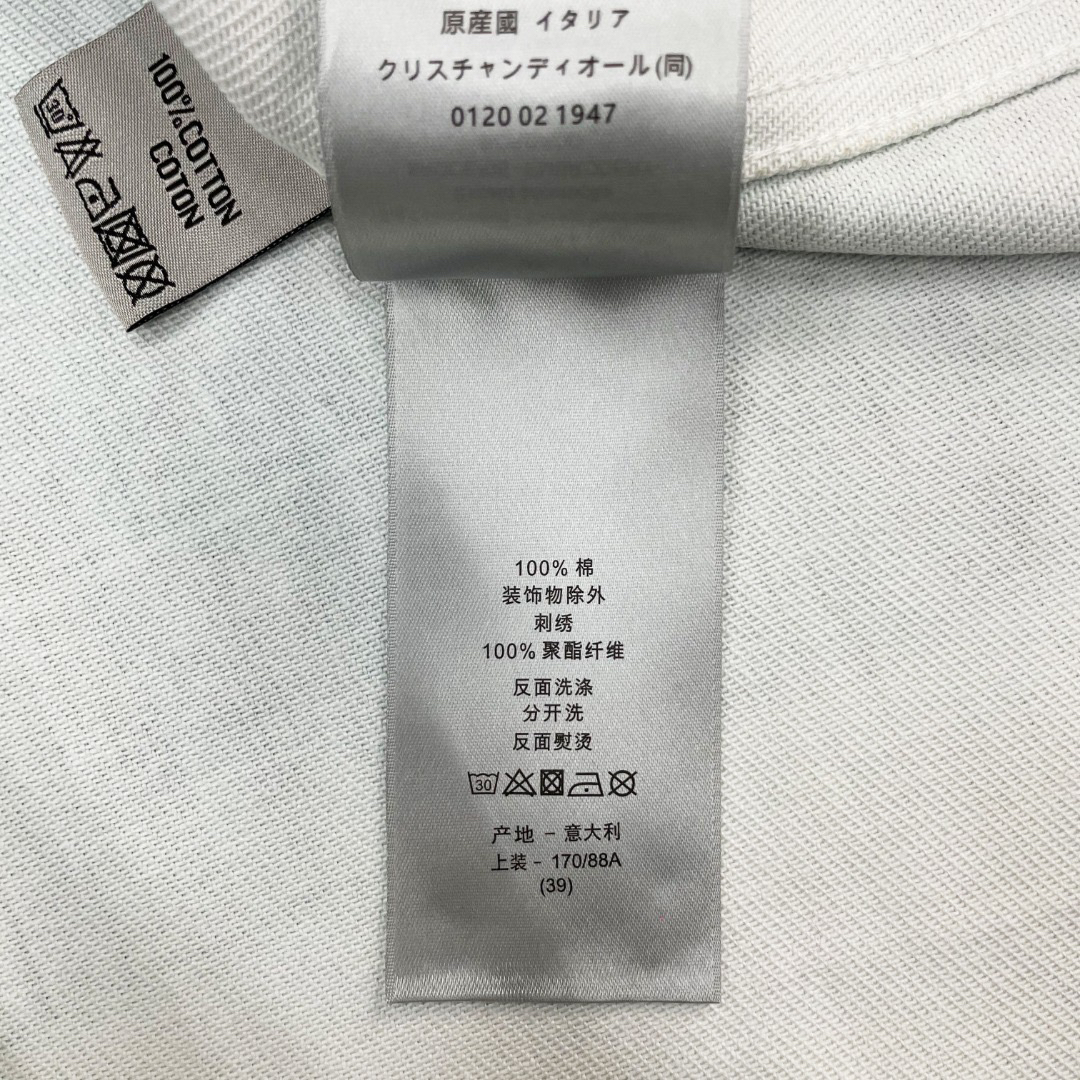 100%COTTON
COTON
30
原産國 イタリア
クリスチャンディオール(同)
0120 02 1947
100% 棉
装饰物除外
刺绣
100% 聚酯纤维
反面洗涤
分开洗
反面熨烫
30
产地 - 意大利
上装 - 170/88A
(39)